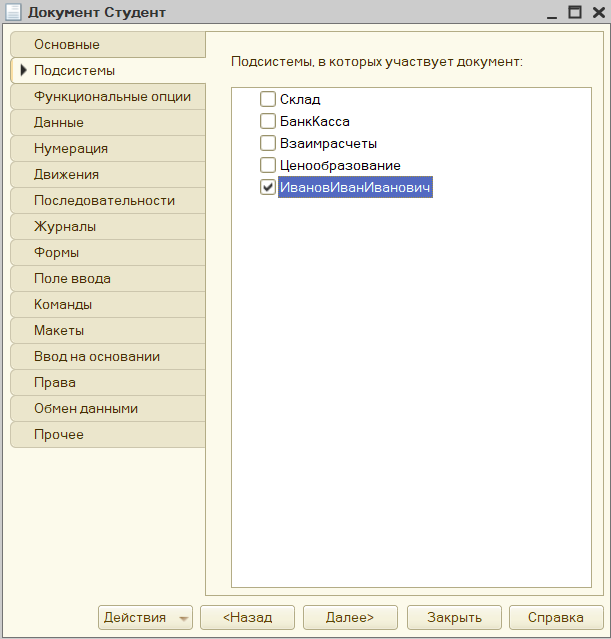 Документ Студент
Основные
Подсистемы
Функциональные опции
Данные
Нумерация
Движения
Последовательности
Журналы
Формы
Поле ввода
Команды
Макеты
Ввод на основании
Права
Обмен данными
Прочее
Подсистемы, в которых участвует документ:
Склад
БанкКасса
Взаимрасчеты
Ценообразование
ИвановИванИванович
Действия
<Назад
Далее>
Закрыть
Справка